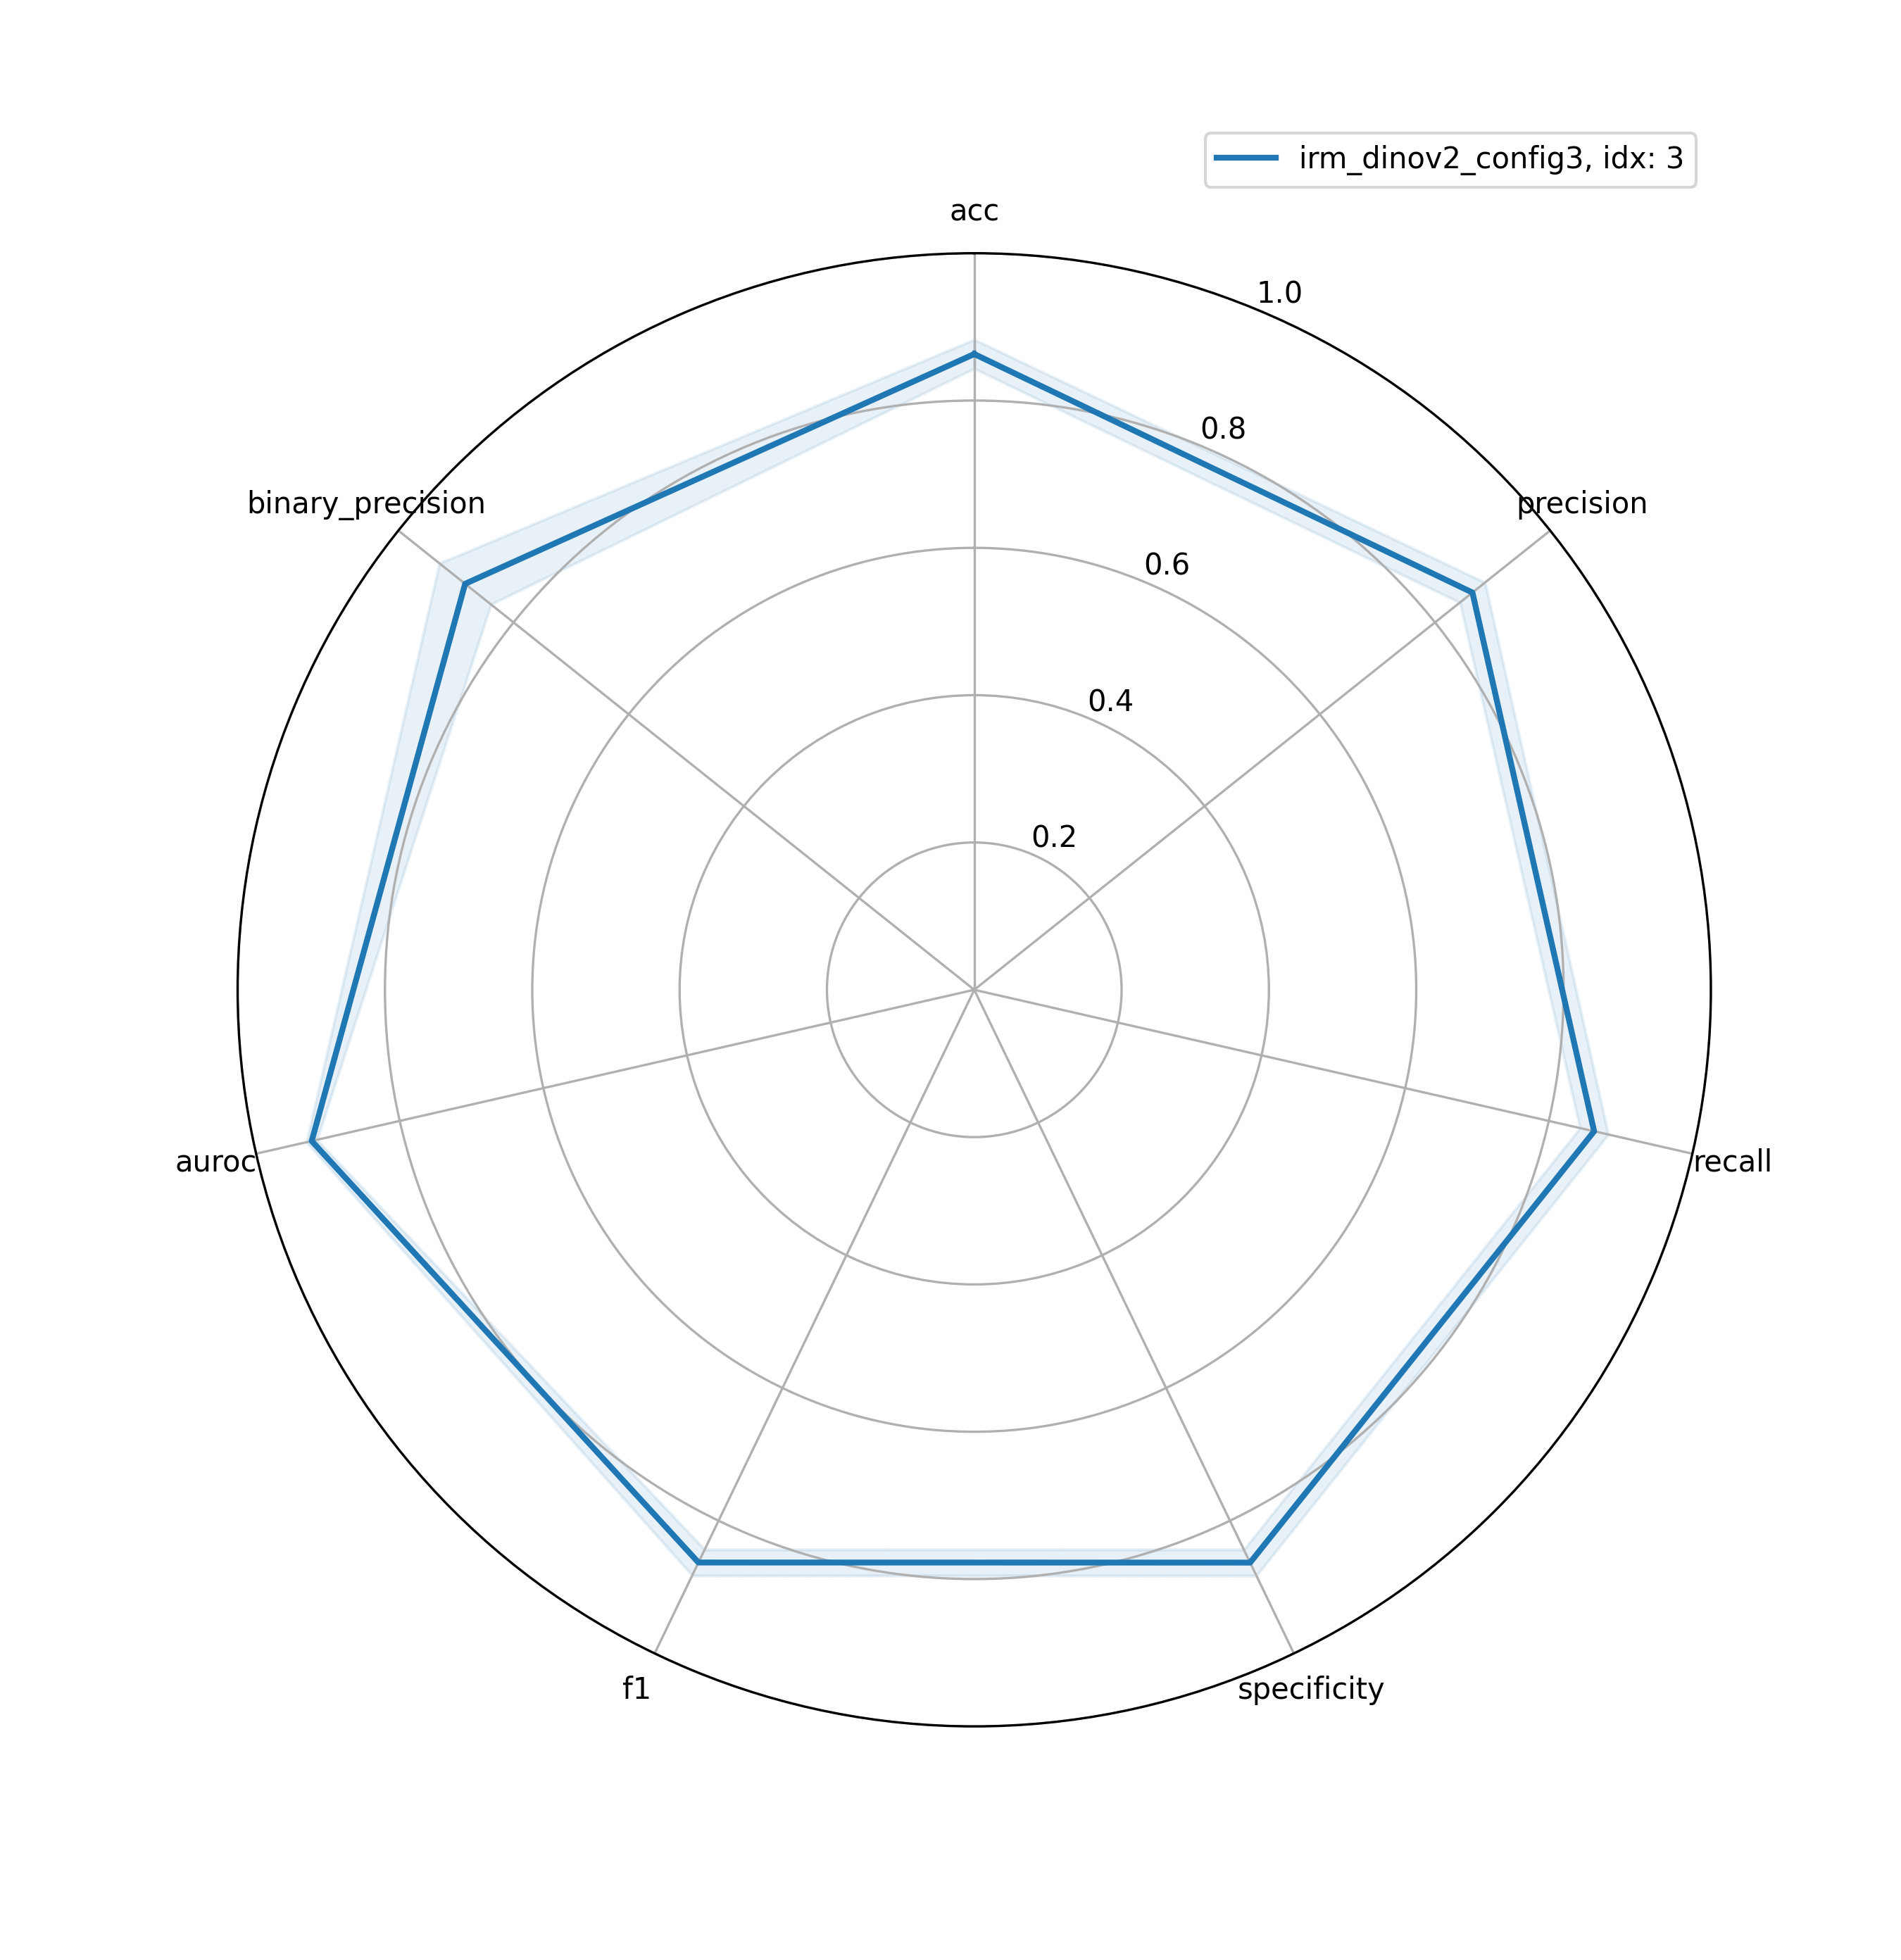 irm_dinov2_config3, idx: 3
acc
1.0
0.8
binary_precision
precision
0.6
0.4
0.2
auroc
recall
f1
specificity